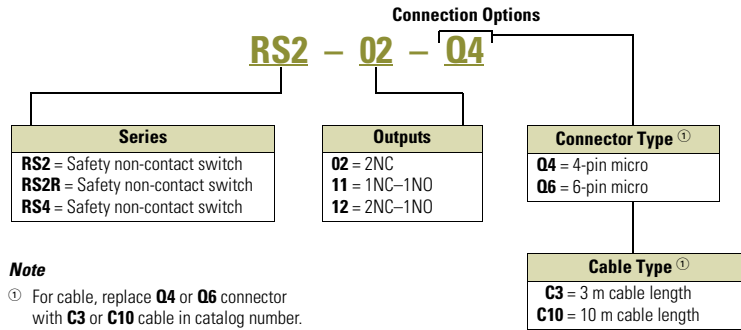 Connection Options
RS2 – 02 – Q4
Series
RS2 = Safety non-contact switch
RS2R = Safety non-contact switch
RS4 = Safety non-contact switch
Outputs
02 = 2NC
11 = 1NC–1NO
12 = 2NC–1NO
Connector Type ①
Q4 = 4-pin micro
Q6 = 6-pin micro
Cable Type ①
C3 = 3 m cable length
C10 = 10 m cable length
Note
① For cable, replace Q4 or Q6 connector
with C3 or C10 cable in catalog number.